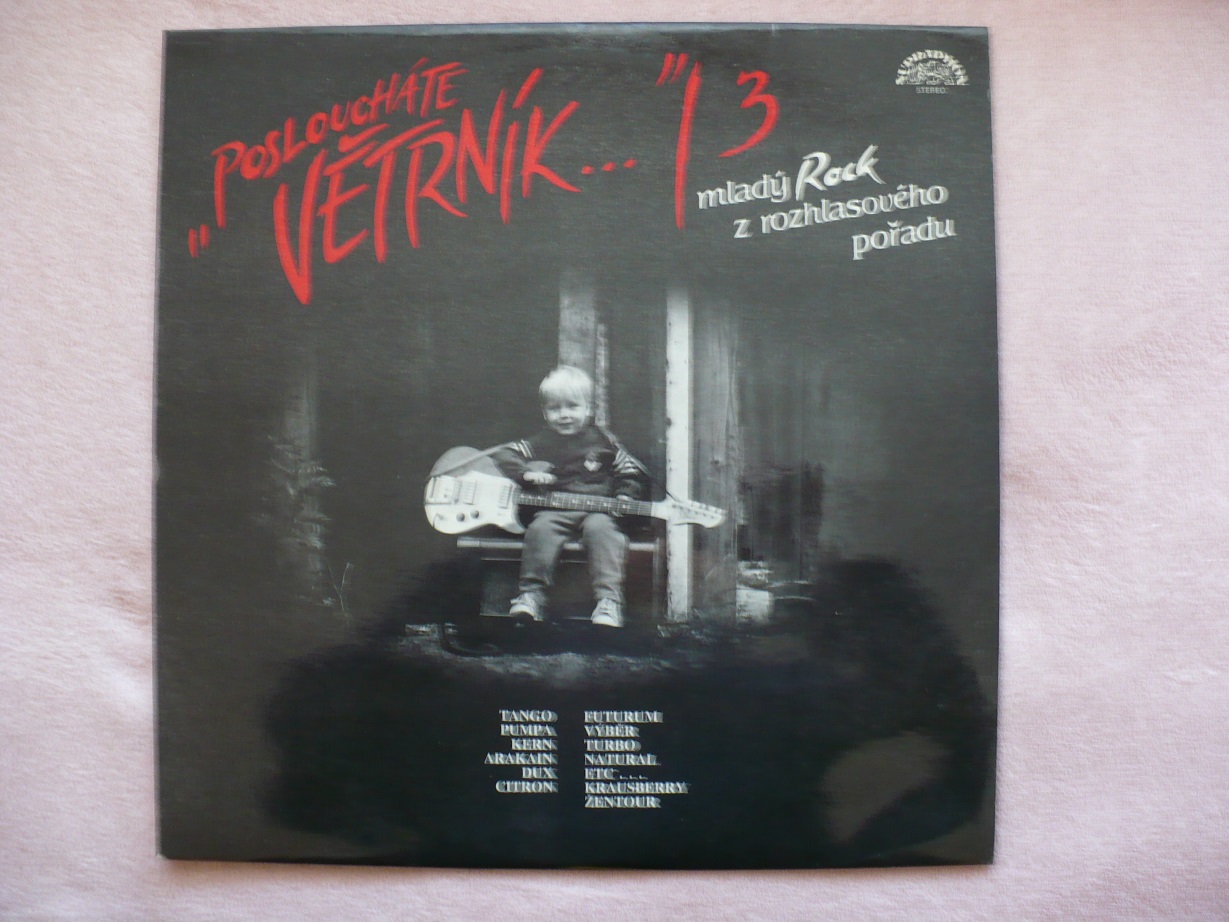 „POSLOUCHÁTE
VĚTRNÍK..."/3
SUPRAPHON
STEREO
mladý Rock
z rozhlasového
pořadu
TANGO
PUMPA
KERN
ARAKAIN
DUX
CITRON
FUTURUM
VÝBĚR
TURBO
NATURAL
ETC ...
KRAUSBERRY
ŽENTOUR